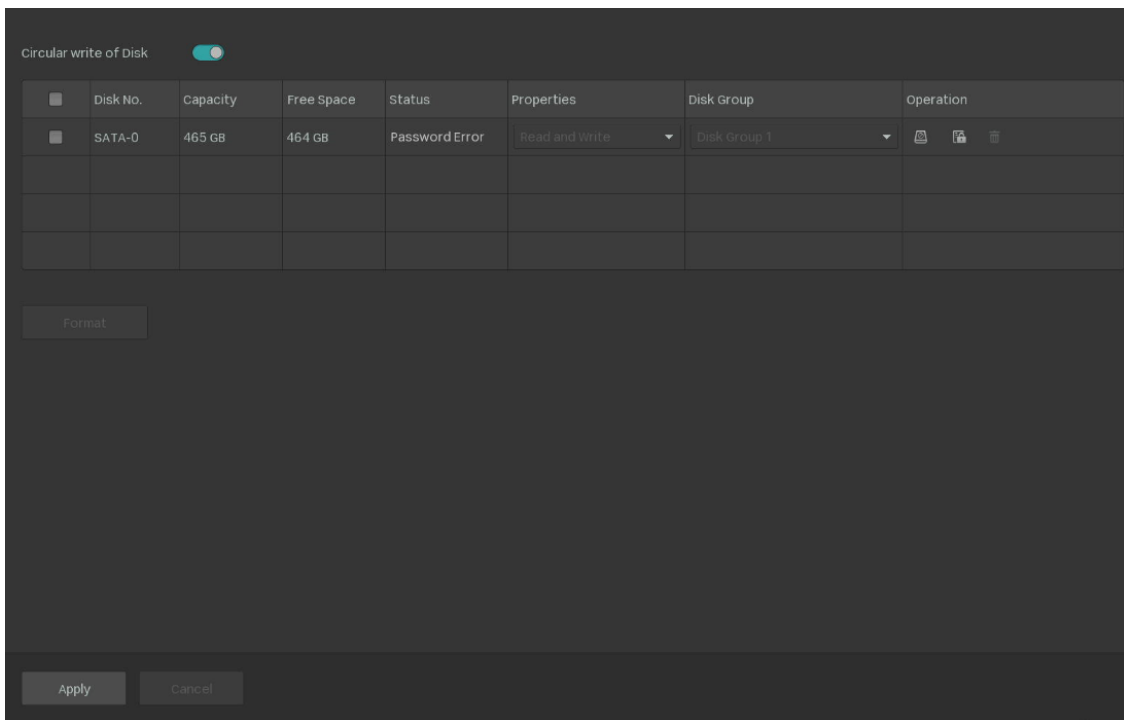 Circular write of Disk
Disk No. Capacity Free Space Status Properties Disk Group Operation
SATA-0 465 GB 464 GB Password Error Read and Write Disk Group 1
Format
Apply Cancel